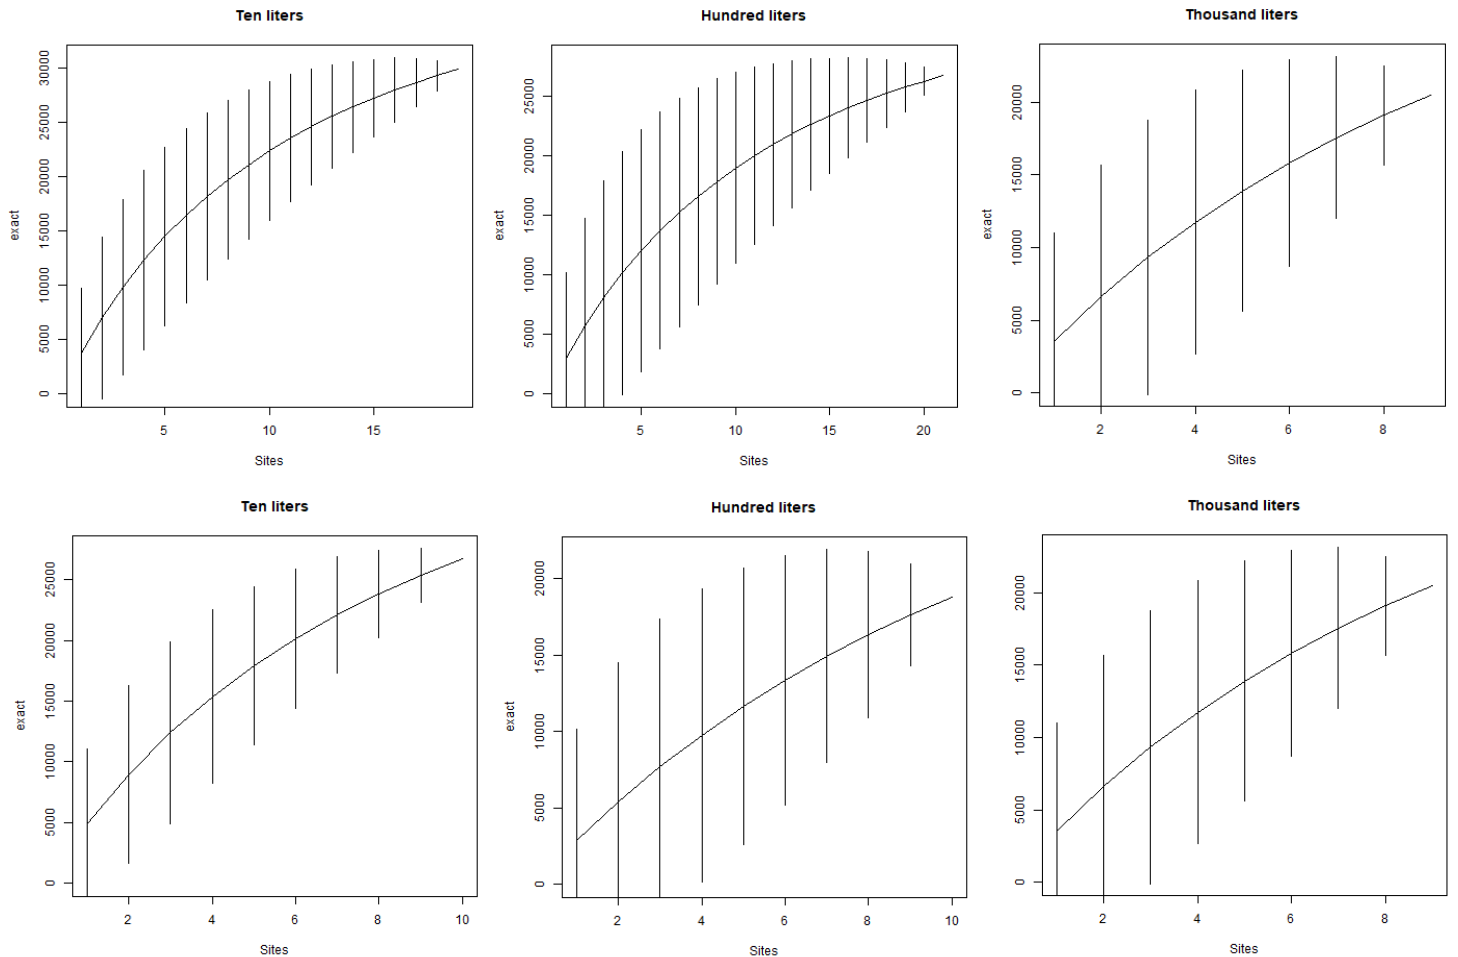 Ten liters
exact
0 5000 10000 15000 20000 25000 30000
5 10 15
Sites
Hundred liters
exact
0 5000 10000 15000 20000 25000
5 10 15 20
Sites
Thousand liters
exact
0 5000 10000 15000 20000
2 4 6 8
Sites
Ten liters
exact
0 5000 10000 15000 20000 25000
2 4 6 8 10
Sites
Hundred liters
exact
0 5000 10000 15000 20000
2 4 6 8 10
Sites
Thousand liters
0 5000 10000 15000 20000
2 4 6 8
Sites